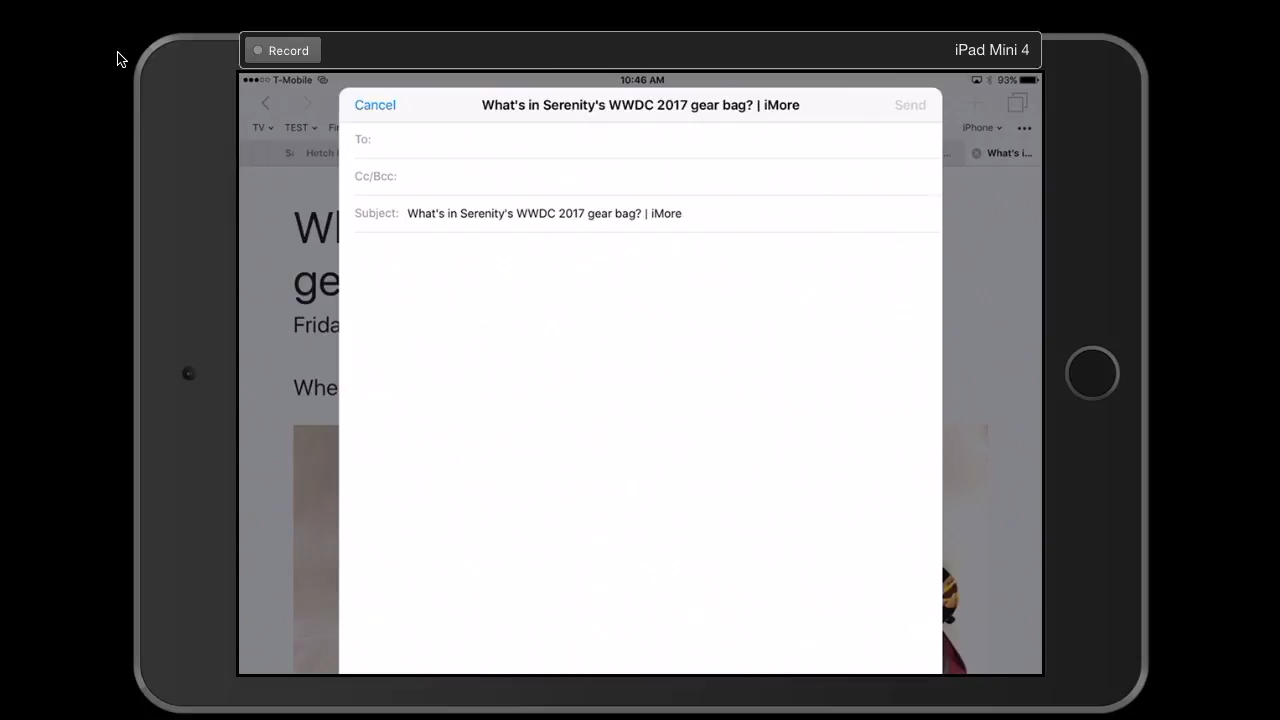 Record
iPad Mini 4
T-Mobile 10:46 AM 93%
Cancel What's in Serenity's WWDC 2017 gear bag? | iMore Send
TV TEST iPhone
To:
Hetch ... What's i...
Cc/Bcc:
Subject: What's in Serenity's WWDC 2017 gear bag? | iMore
ge
Frida
Whe